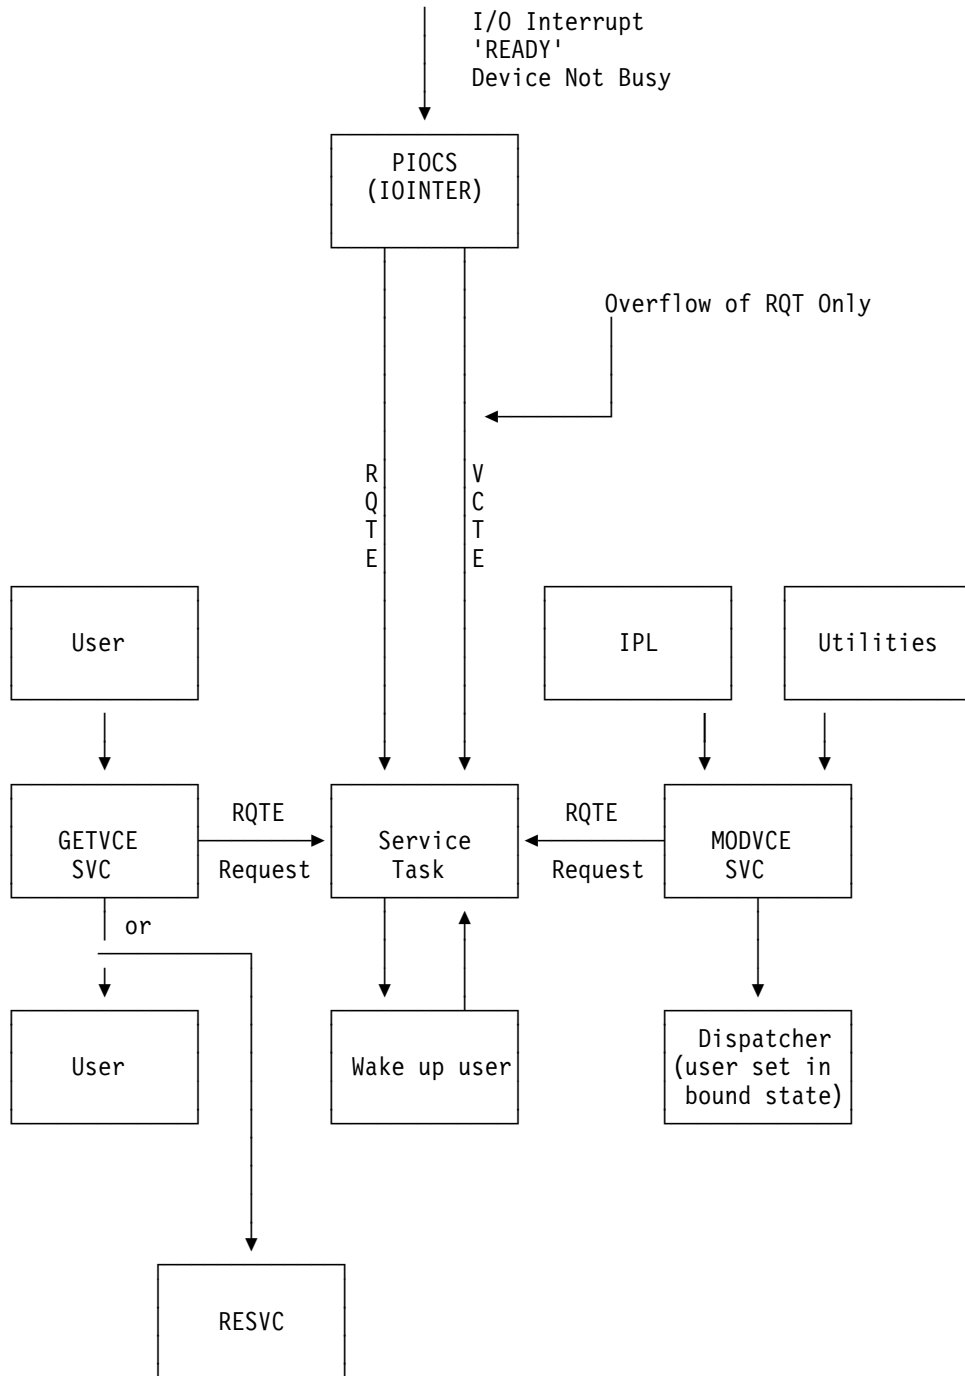 I/O Interrupt
'READY'
Device Not Busy
PIOCS
(IOINTER)
Overflow of RQT Only
R
Q
T
E
V
C
T
E
User
IPL
Utilities
GETVCE
SVC
RQTE
Request
Service
Task
RQTE
Request
MODVCE
SVC
or
User
Wake up user
Dispatcher
(user set in
bound state)
RESVC